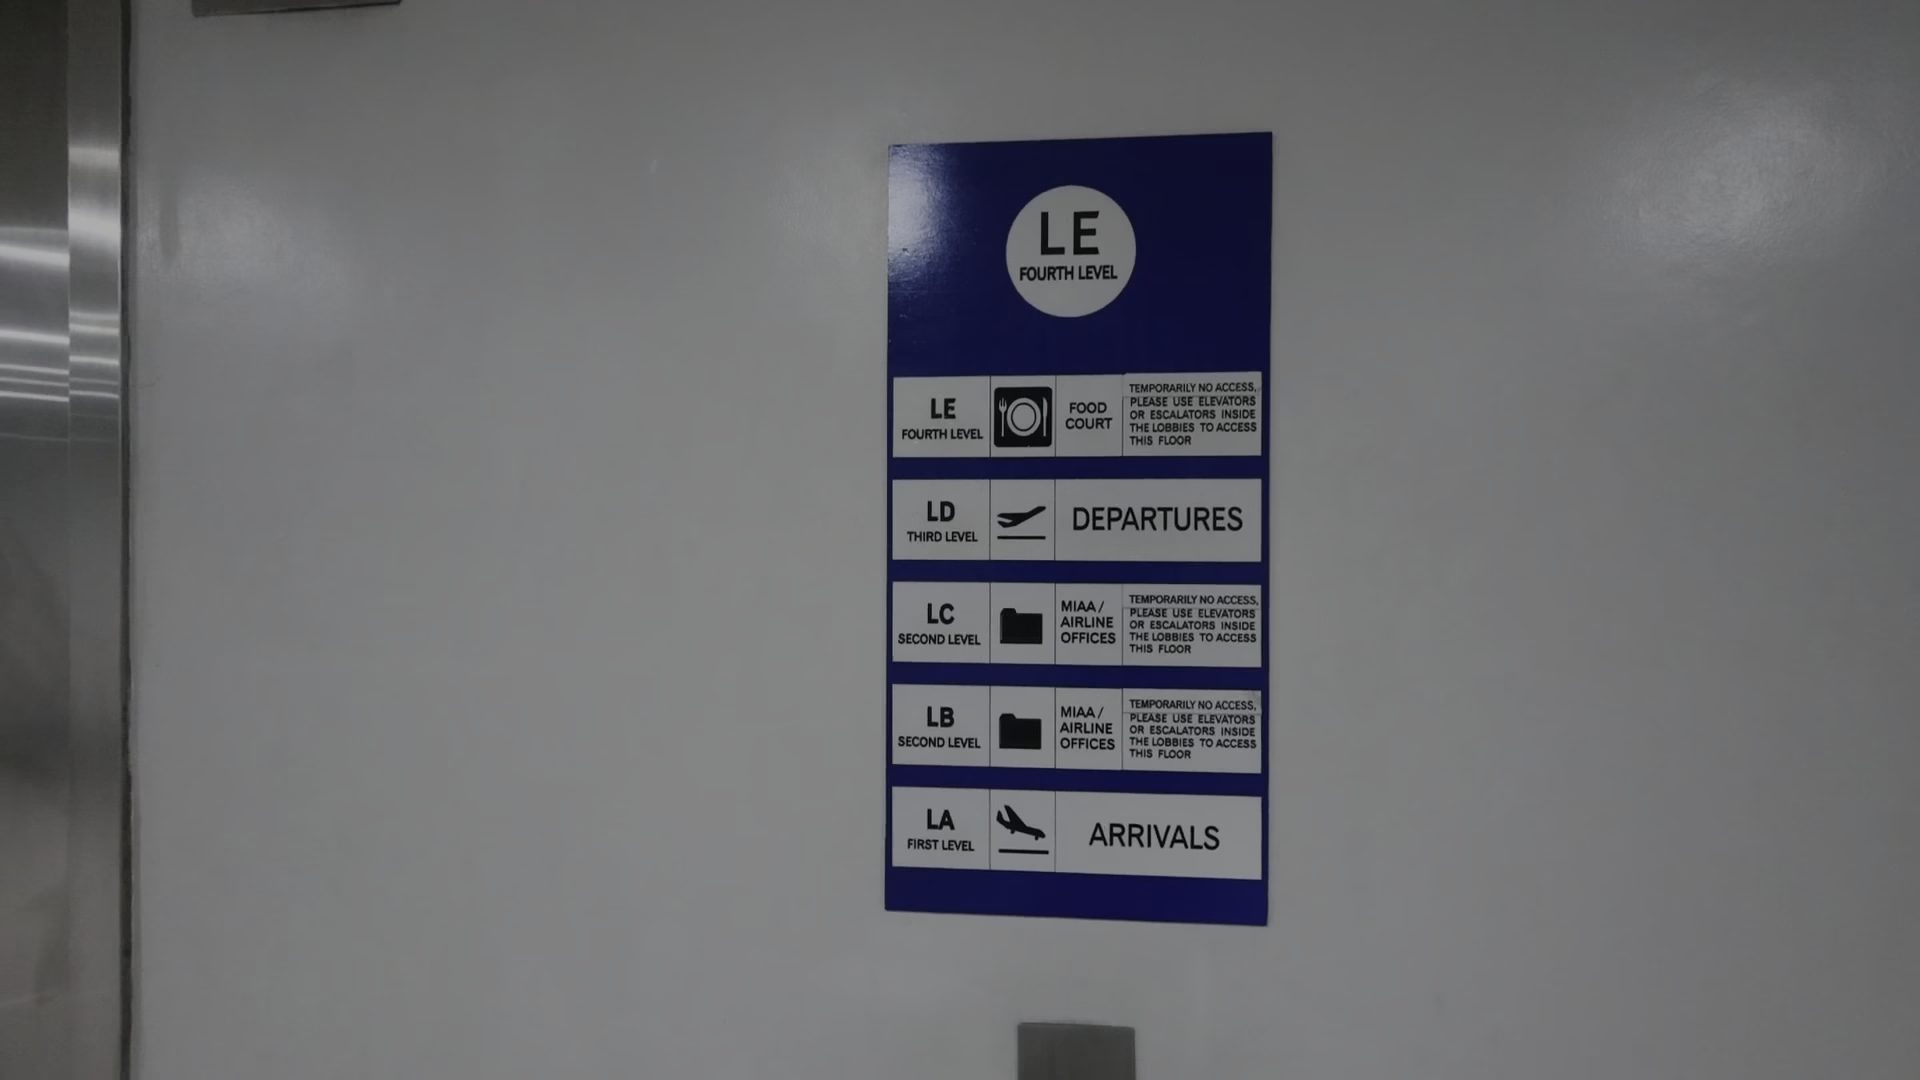 LE
FOURTH LEVEL
LE
FOURTH LEVEL
FOOD
COURT
TEMPORARILY NO ACCESS,
PLEASE USE ELEVATORS
OR ESCALATORS INSIDE
THE LOBBIES TO ACCESS
THIS FLOOR
LD
THIRD LEVEL
DEPARTURES
LC
SECOND LEVEL
MIAA /
AIRLINE
OFFICES
TEMPORARILY NO ACCESS,
PLEASE USE ELEVATORS
OR ESCALATORS INSIDE
THE LOBBIES TO ACCESS
THIS FLOOR
LB
SECOND LEVEL
MIAA /
AIRLINE
OFFICES
TEMPORARILY NO ACCESS,
PLEASE USE ELEVATORS
OR ESCALATORS INSIDE
THE LOBBIES TO ACCESS
THIS FLOOR
LA
FIRST LEVEL
ARRIVALS